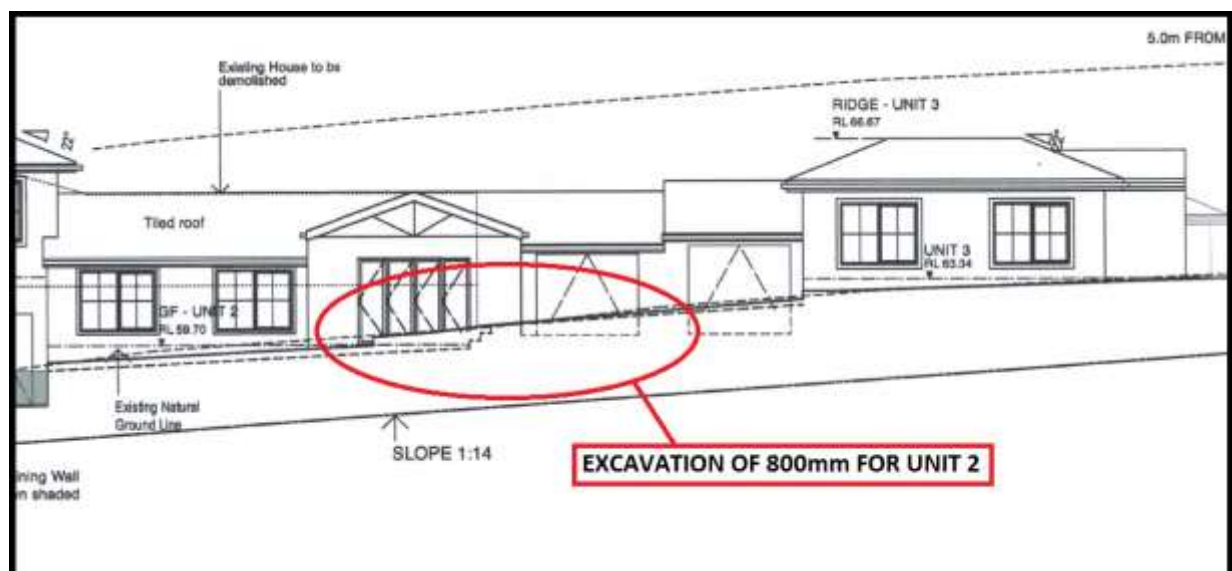 5.0m FROM
Existing House to be
demolished
RIDGE - UNIT 3
RL 66.67
22°
Tiled roof
UNIT 3
RL 63.34
GF - UNIT 2
RL 59.70
Existing Natural
Ground Line
SLOPE 1:14
EXCAVATION OF 800mm FOR UNIT 2
ining Wall
n shaded